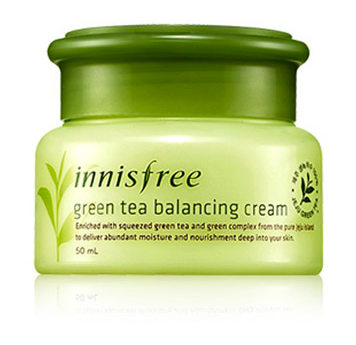 innisfree
green tea balancing cream
Enriched with squeezed green tea and green complex from the pure jeju island
to deliver abundant moisture and nourishment deep into your skin.
50 mL
GREEN